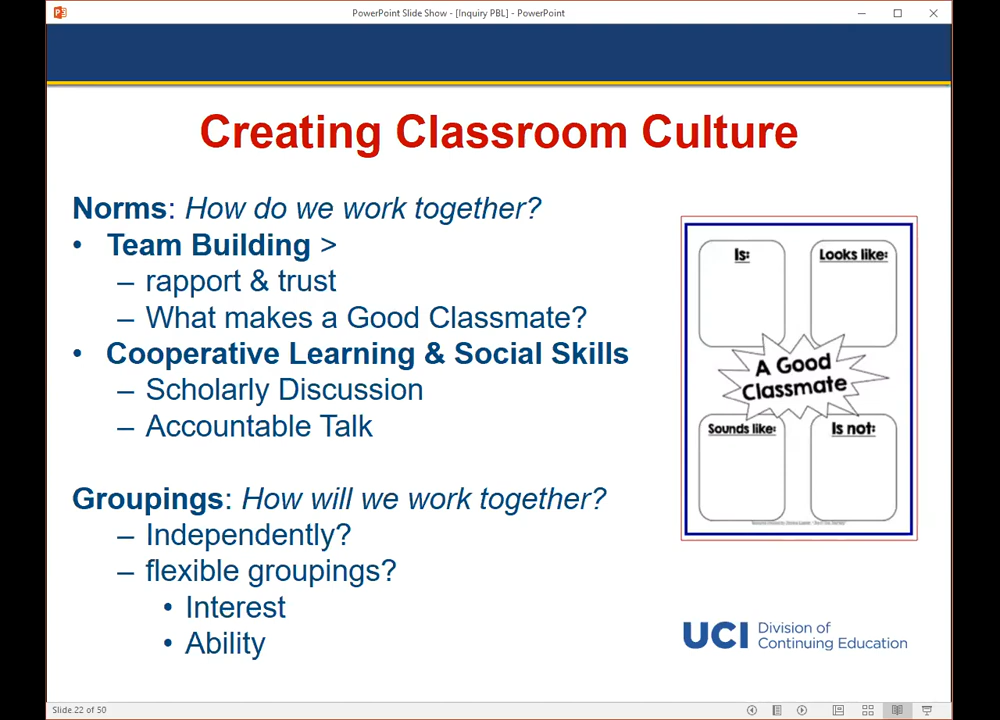 PowerPoint Slide Show - [Inquiry PBL] - PowerPoint
Creating Classroom Culture
Norms: How do we work together?
• Team Building >
– rapport & trust
– What makes a Good Classmate?
• Cooperative Learning & Social Skills
– Scholarly Discussion
– Accountable Talk
Groupings: How will we work together?
– Independently?
– flexible groupings?
• Interest
• Ability
Is:
Looks like:
A Good
Classmate
Sounds like:
Is not:
UCI Division of
Continuing Education
Slide 22 of 50